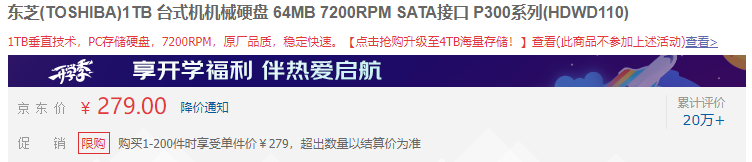 东芝(TOSHIBA)1TB 台式机机械硬盘 64MB 7200RPM SATA接口 P300系列(HDWD110)
1TB垂直技术，PC存储硬盘，7200RPM，原厂品质，稳定快速。【点击抢购升级至4TB海量存储！】查看(此商品不参加上述活动)查看>
开学季 享开学福利 伴热爱启航
京东价 ￥279.00 降价通知 累计评价
20万+
促销 限购 购买1-200件时享受单件价￥279，超出数量以结算价为准